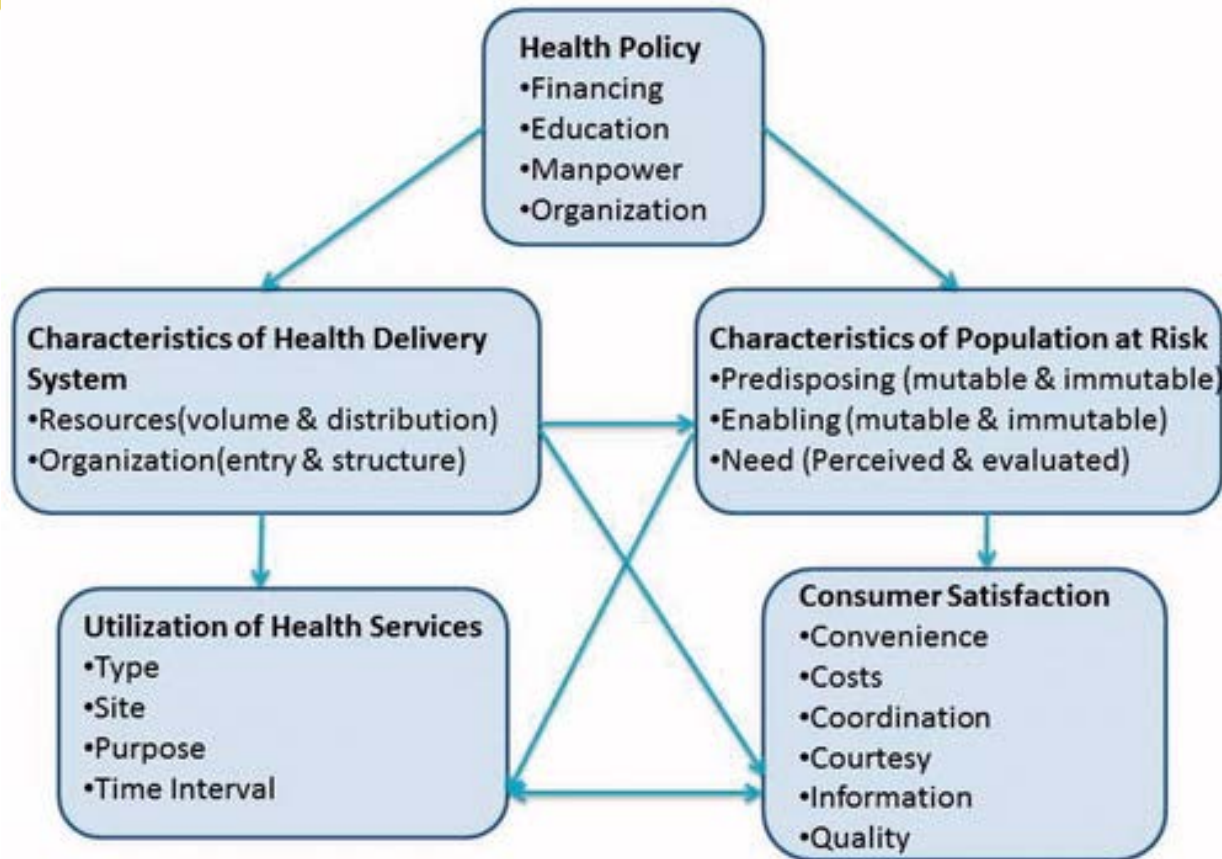 Health Policy
•Financing
•Education
•Manpower
•Organization
Characteristics of Health Delivery
System
•Resources(volume & distribution)
•Organization(entry & structure)
Characteristics of Population at Risk
•Predisposing (mutable & immutable)
•Enabling (mutable & immutable)
•Need (Perceived & evaluated)
Utilization of Health Services
•Type
•Site
•Purpose
•Time Interval
Consumer Satisfaction
•Convenience
•Costs
•Coordination
•Courtesy
•Information
•Quality